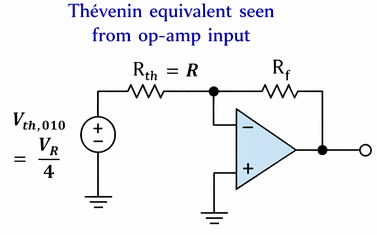 Thévenin equivalent seen
from op-amp input
R_th = R
R_f
V_th,010
= V_R/4
+
−
−
+